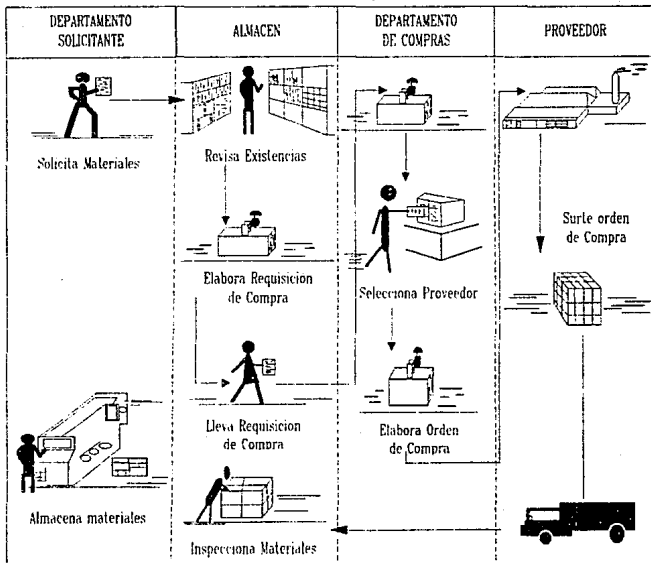 DEPARTAMENTO
SOLICITANTE
ALMACEN
DEPARTAMENTO
DE COMPRAS
PROVEEDOR
Solicita Materiales
Revisa Existencias
Surte orden
de Compra
Elabora Requisicion
de Compra
Selecciona Proveedor
Lleva Requisicion
de Compra
Elabora Orden
de Compra
Almacena materiales
Inspecciona Materiales